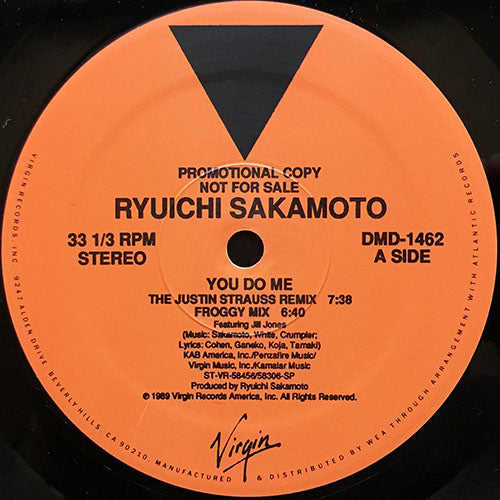 PROMOTIONAL COPY
NOT FOR SALE
RYUICHI SAKAMOTO
33 1/3 RPM
STEREO
DMD-1462
A SIDE
YOU DO ME
THE JUSTIN STRAUSS REMIX 7:38
FROGGY MIX 6:40
Featuring Jill Jones
(Music: Sakamoto, White, Crumpler;
Lyrics: Cohen, Ganeko, Koja, Tamaki)
KAB America, Inc./Penzafire Music/
Virgin Music, Inc./Kamalar Music
ST-VR-58455/58306-SP
Produced by Ryuichi Sakamoto
© 1989 Virgin Records America, Inc. All Rights Reserved.
Virgin
VIRGIN RECORDS, INC. 9247 ALDEN DRIVE, BEVERLY HILLS, CA 90210. MANUFACTURED & DISTRIBUTED BY WEA THROUGH ARRANGEMENT WITH ATLANTIC RECORDS